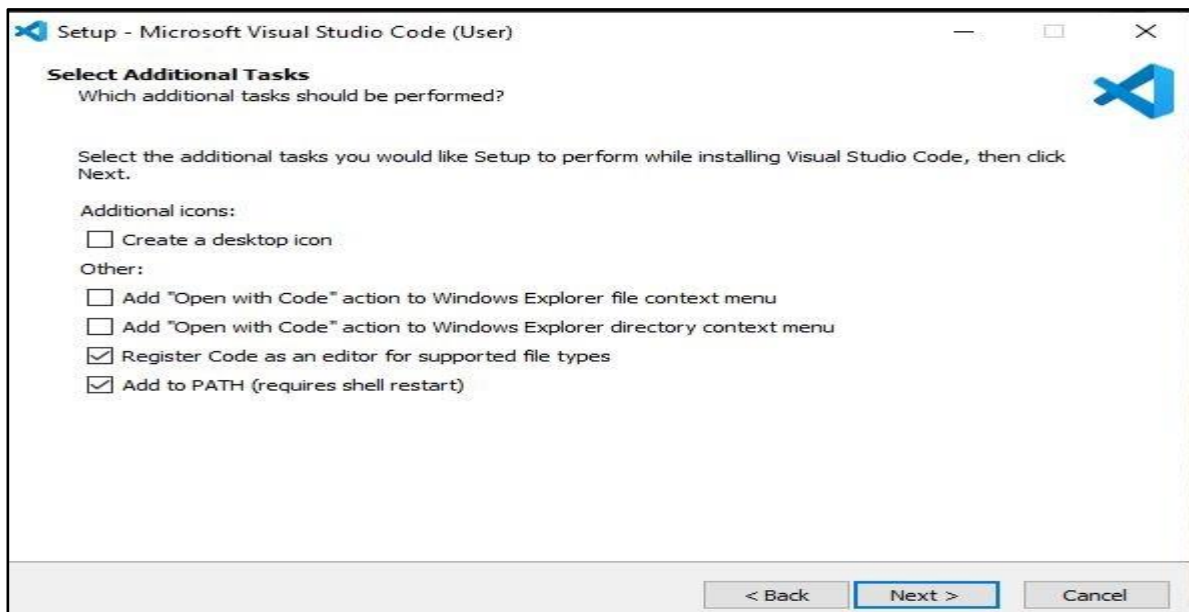 Setup - Microsoft Visual Studio Code (User)
Select Additional Tasks
Which additional tasks should be performed?
Select the additional tasks you would like Setup to perform while installing Visual Studio Code, then click
Next.
Additional icons:
Create a desktop icon
Other:
Add "Open with Code" action to Windows Explorer file context menu
Add "Open with Code" action to Windows Explorer directory context menu
Register Code as an editor for supported file types
Add to PATH (requires shell restart)
< Back Next > Cancel